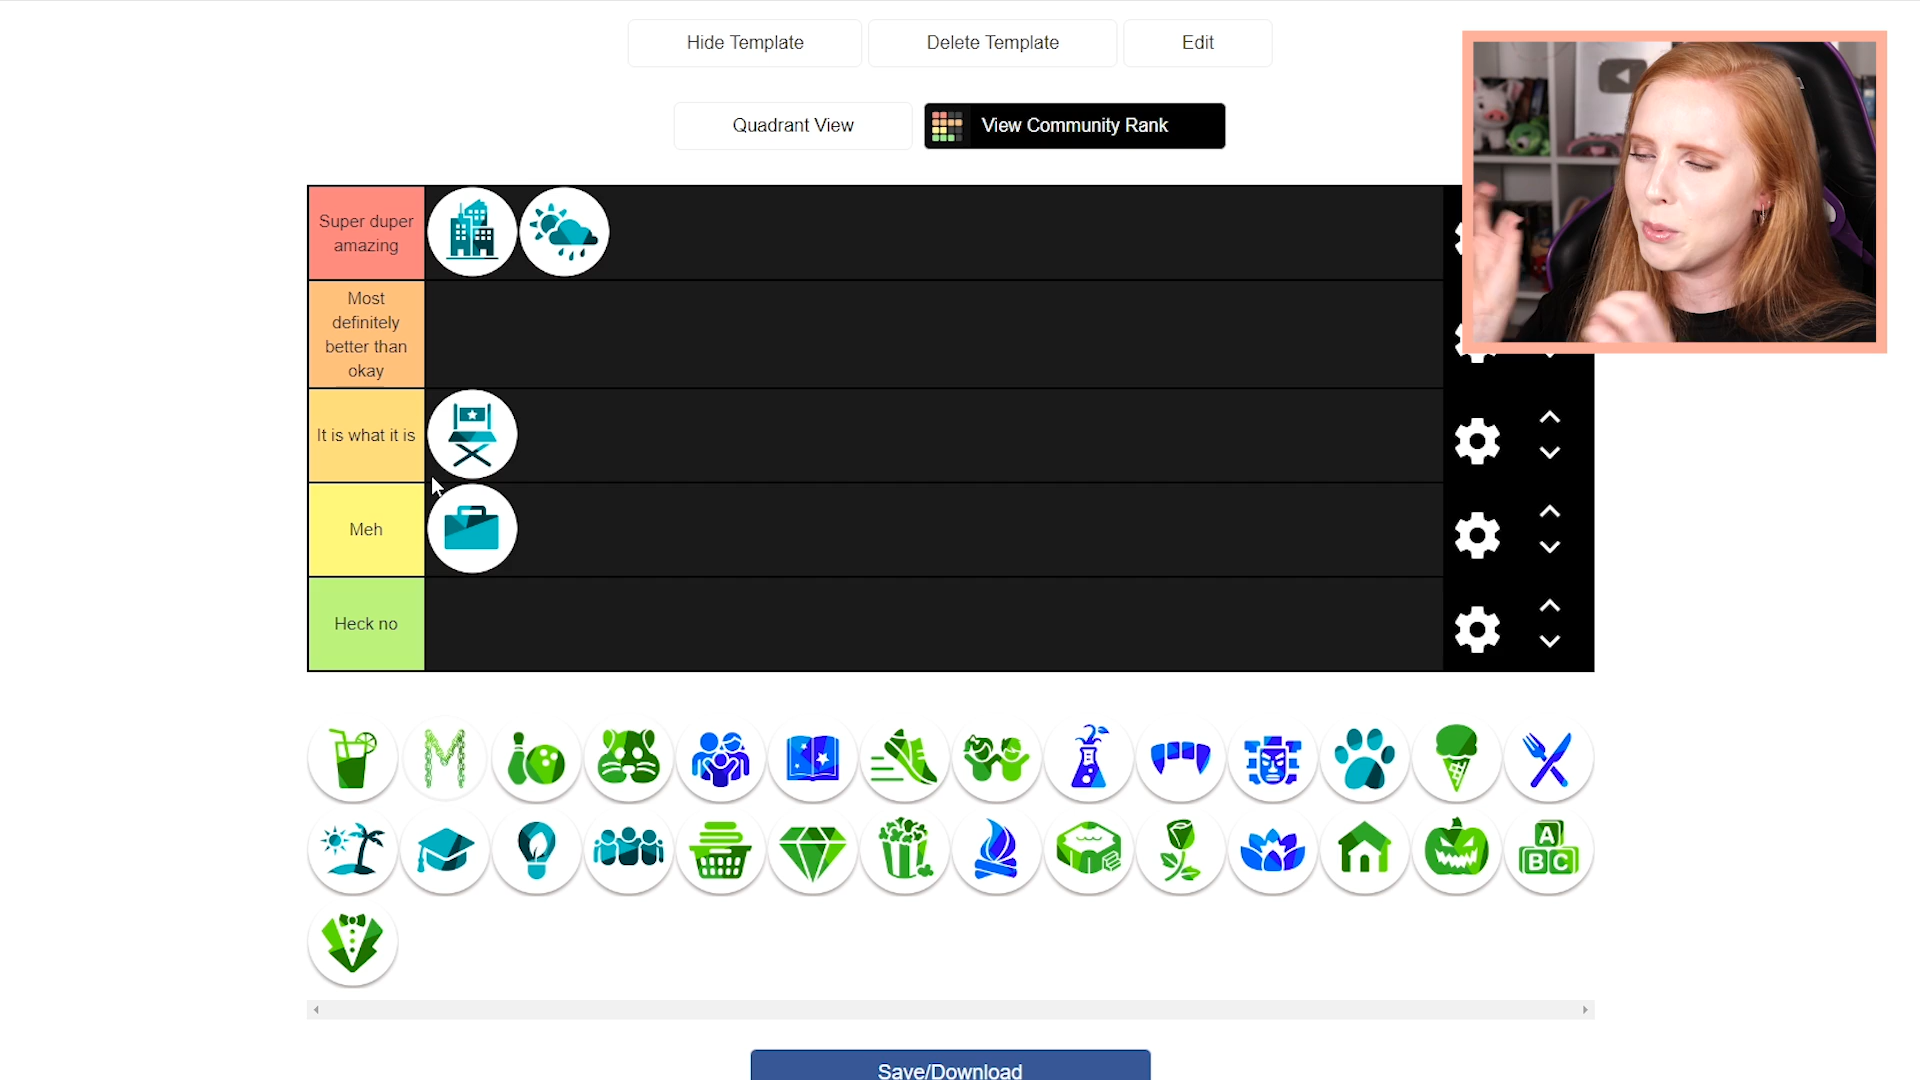 Hide Template
Delete Template
Edit
Quadrant View
View Community Rank
Super duper
amazing
Most
definitely
better than
okay
It is what it is
Meh
Heck no
M
A
B C
Save/Download